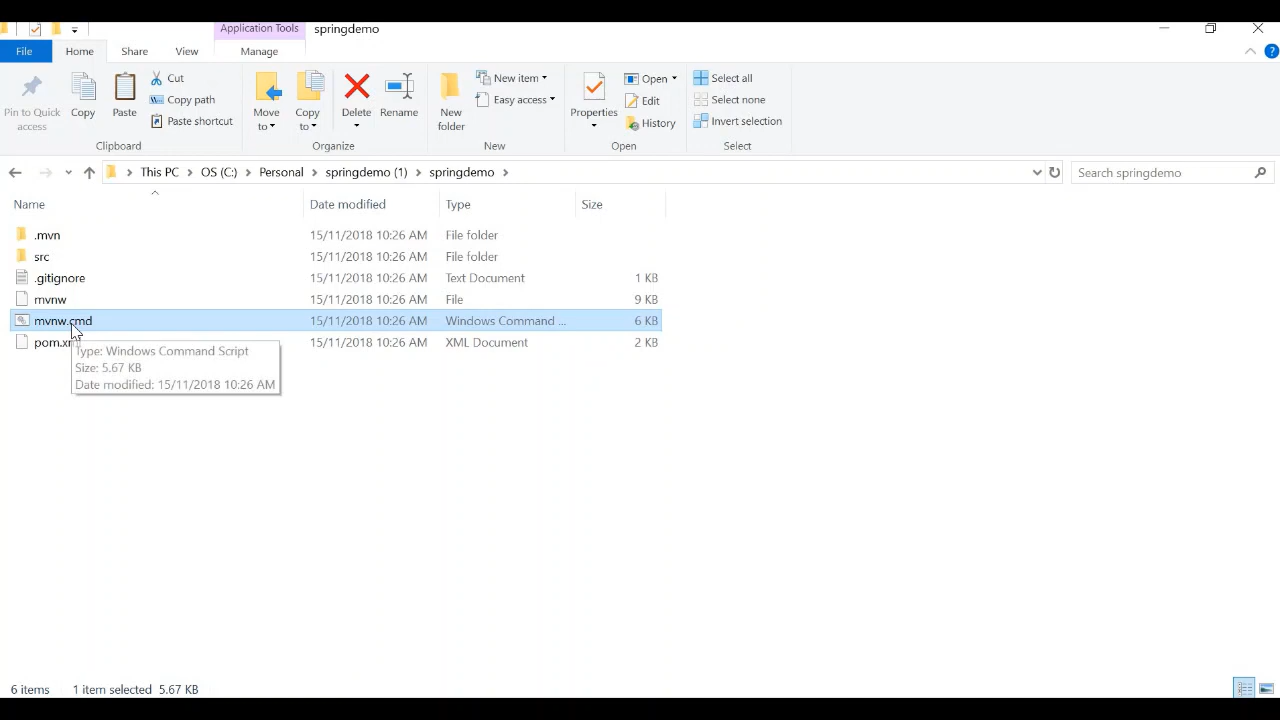 Application Tools springdemo
File Home Share View Manage
Pin to Quick access
Copy
Paste
Cut
Copy path
Paste shortcut
Clipboard
Move to
Copy to
Delete
Rename
Organize
New folder
New item
Easy access
New
Properties
Open
Edit
History
Open
Select all
Select none
Invert selection
Select
This PC OS (C:) Personal springdemo (1) springdemo
Search springdemo
Name Date modified Type Size
.mvn 15/11/2018 10:26 AM File folder
src 15/11/2018 10:26 AM File folder
.gitignore 15/11/2018 10:26 AM Text Document 1 KB
mvnw 15/11/2018 10:26 AM File 9 KB
mvnw.cmd 15/11/2018 10:26 AM Windows Command ... 6 KB
pom.xml 15/11/2018 10:26 AM XML Document 2 KB
Type: Windows Command Script
Size: 5.67 KB
Date modified: 15/11/2018 10:26 AM
6 items 1 item selected 5.67 KB